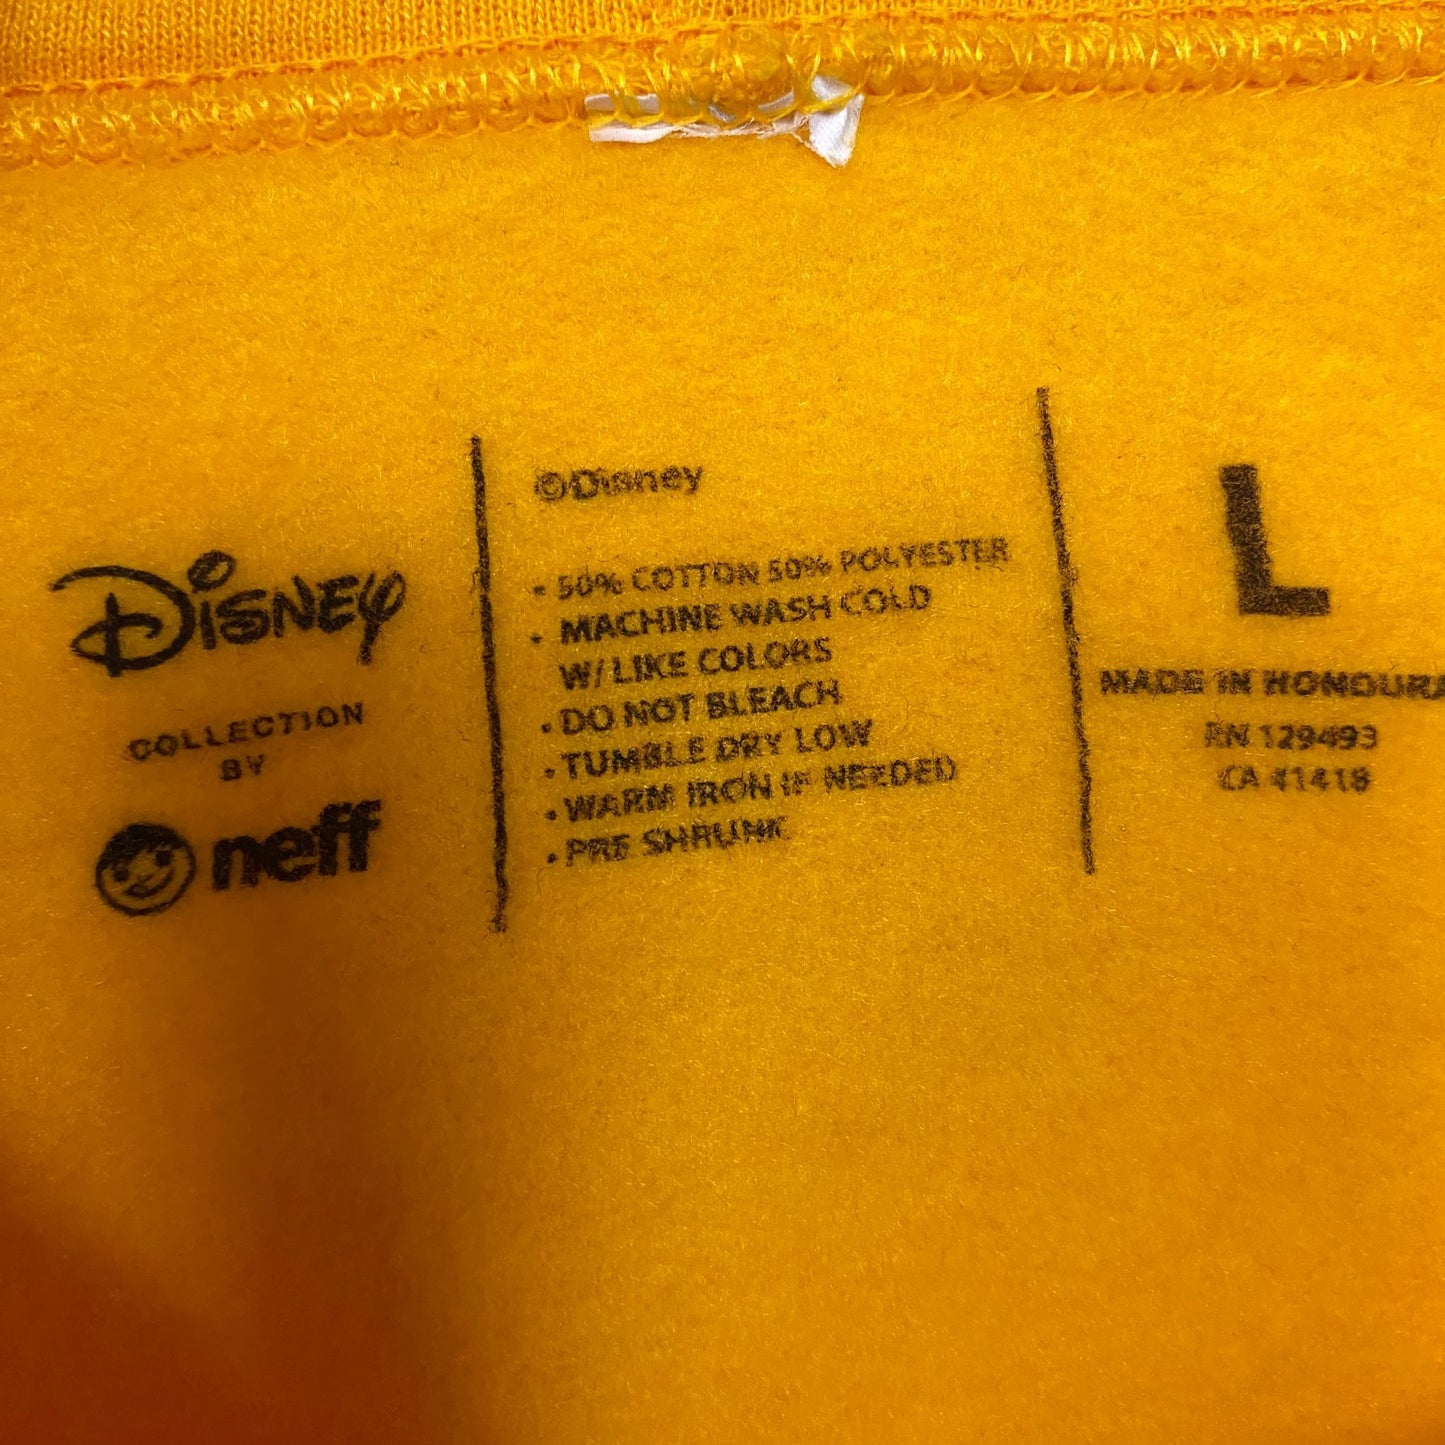 Disney
COLLECTION
BY
neff
©Disney
• 50% COTTON 50% POLYESTER
• MACHINE WASH COLD
W/ LIKE COLORS
• DO NOT BLEACH
• TUMBLE DRY LOW
• WARM IRON IF NEEDED
• PRE SHRUNK
L
MADE IN HONDURA
RN 129493
CA 41418